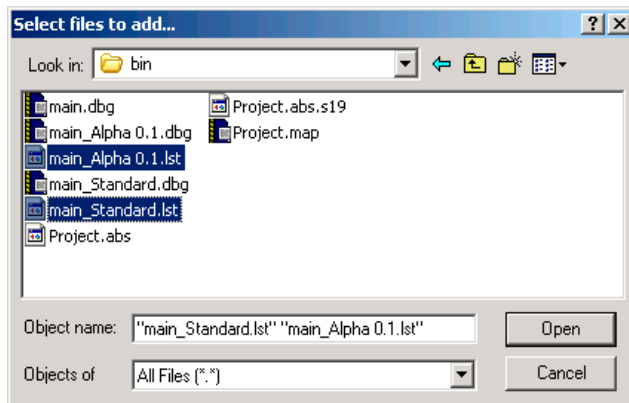 Select files to add...
Look in: bin
main.dbg
main_Alpha 0.1.dbg
main_Alpha 0.1.lst
main_Standard.dbg
main_Standard.lst
Project.abs
Project.abs.s19
Project.map
Object name: "main_Standard.lst" "main_Alpha 0.1.lst"
Open
Objects of All Files (*.*)
Cancel